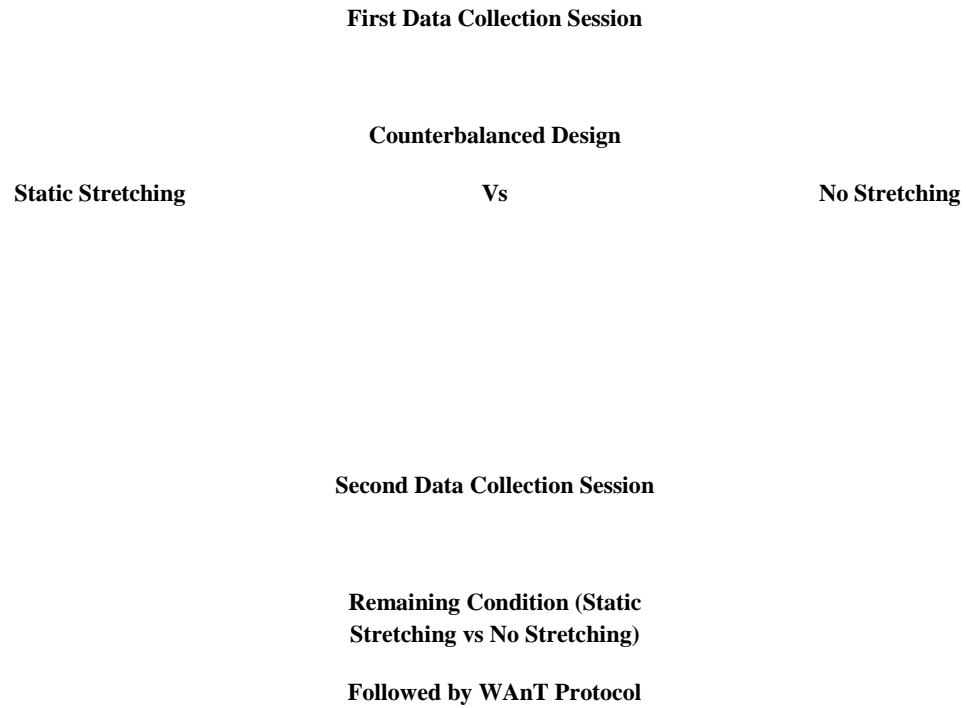 First Data Collection Session
Counterbalanced Design
Static Stretching Vs No Stretching
Second Data Collection Session
Remaining Condition (Static
Stretching vs No Stretching)
Followed by WAnT Protocol